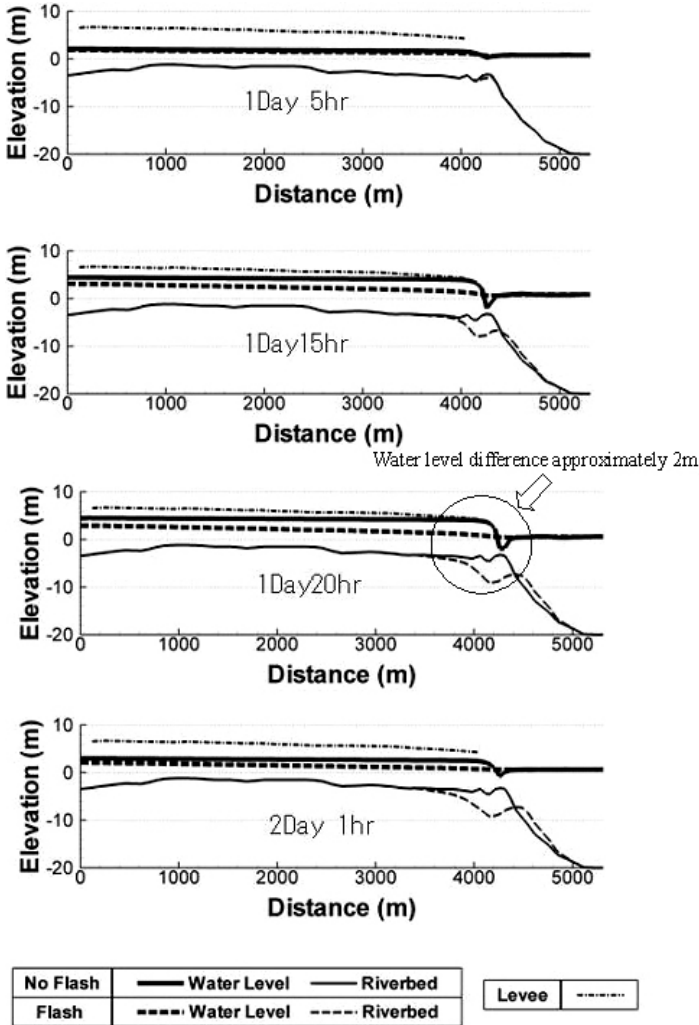 10
0
-10
-20
Elevation (m)
1Day 5hr
0 1000 2000 3000 4000 5000
Distance (m)
10
0
-10
-20
Elevation (m)
1Day15hr
0 1000 2000 3000 4000 5000
Distance (m)
Water level difference approximately 2m
10
0
-10
-20
Elevation (m)
1Day20hr
0 1000 2000 3000 4000 5000
Distance (m)
10
0
-10
-20
Elevation (m)
2Day 1hr
0 1000 2000 3000 4000 5000
Distance (m)
No Flash Water Level Riverbed
Flash Water Level Riverbed
Levee